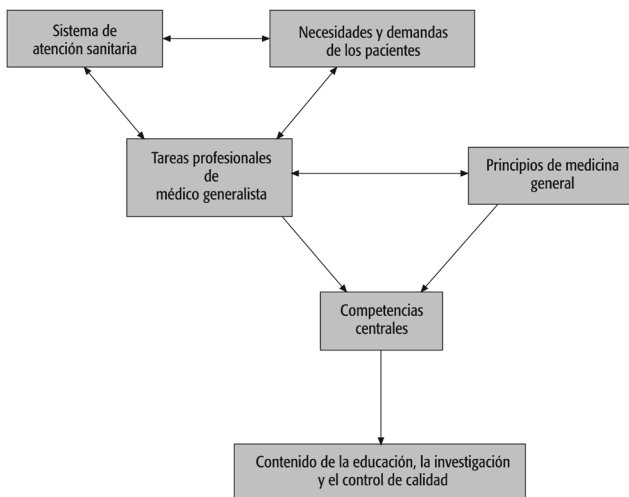 Sistema de
atención sanitaria
Necesidades y demandas
de los pacientes
Tareas profesionales
de
médico generalista
Principios de medicina
general
Competencias
centrales
Contenido de la educación, la investigación
y el control de calidad